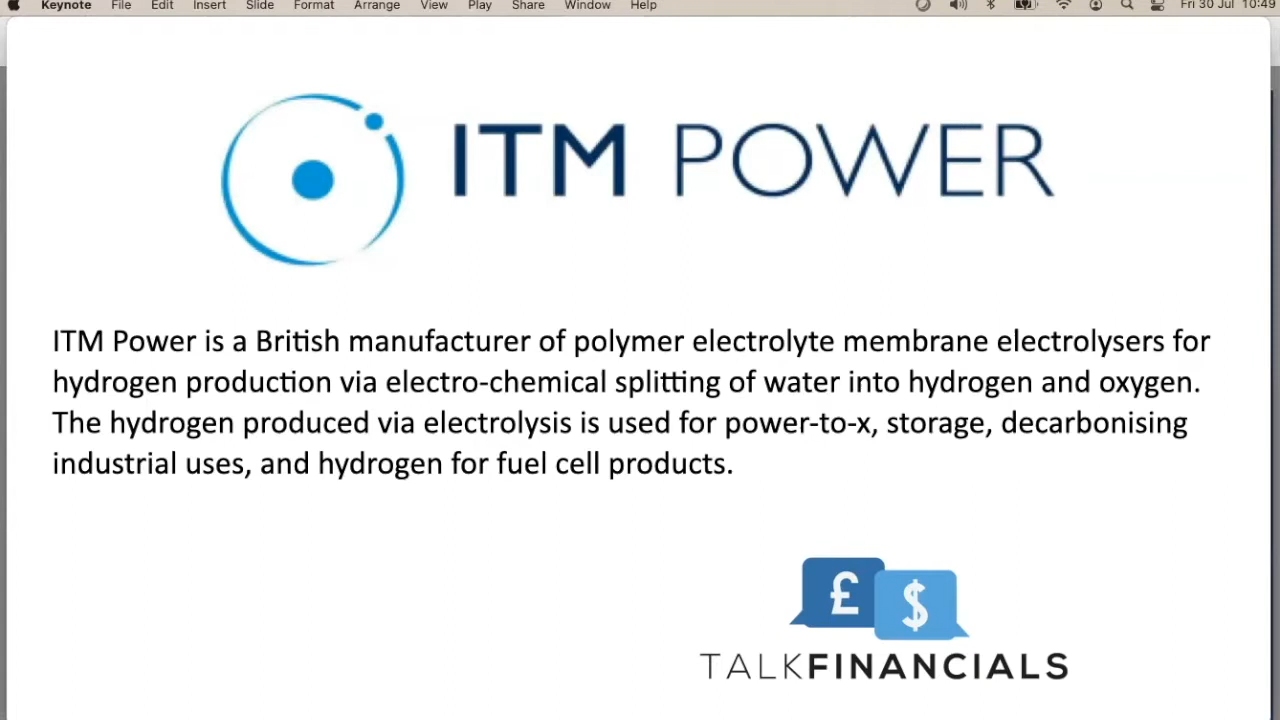 Keynote File Edit Insert Slide Format Arrange View Play Share Window Help Fri 30 Jul 10:49
ITM POWER
ITM Power is a British manufacturer of polymer electrolyte membrane electrolysers for
hydrogen production via electro-chemical splitting of water into hydrogen and oxygen.
The hydrogen produced via electrolysis is used for power-to-x, storage, decarbonising
industrial uses, and hydrogen for fuel cell products.
£ $
TALKFINANCIALS